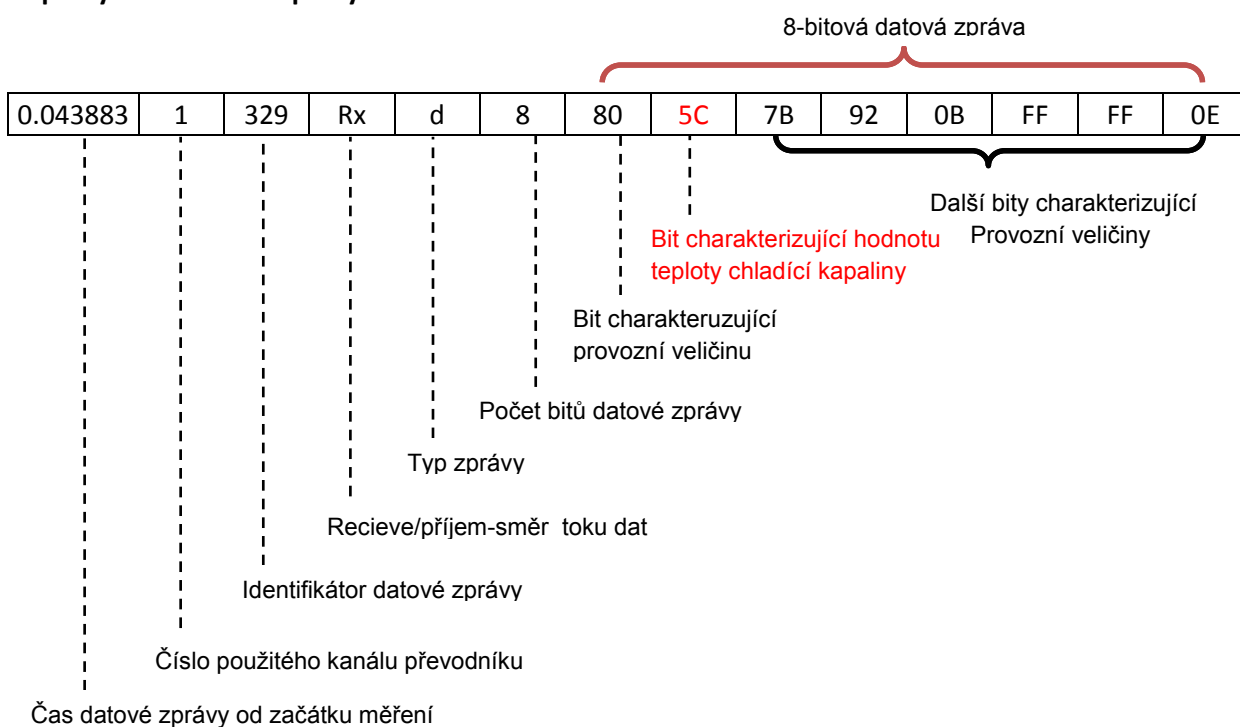 8-bitová datová zpráva
0.043883 1 329 Rx d 8 80 5C 7B 92 0B FF FF 0E
Další bity charakterizující
Provozní veličiny
Bit charakterizující hodnotu
teploty chladící kapaliny
Bit charakteruzující
provozní veličinu
Počet bitů datové zprávy
Typ zprávy
Recieve/příjem-směr toku dat
Identifikátor datové zprávy
Číslo použitého kanálu převodníku
Čas datové zprávy od začátku měření